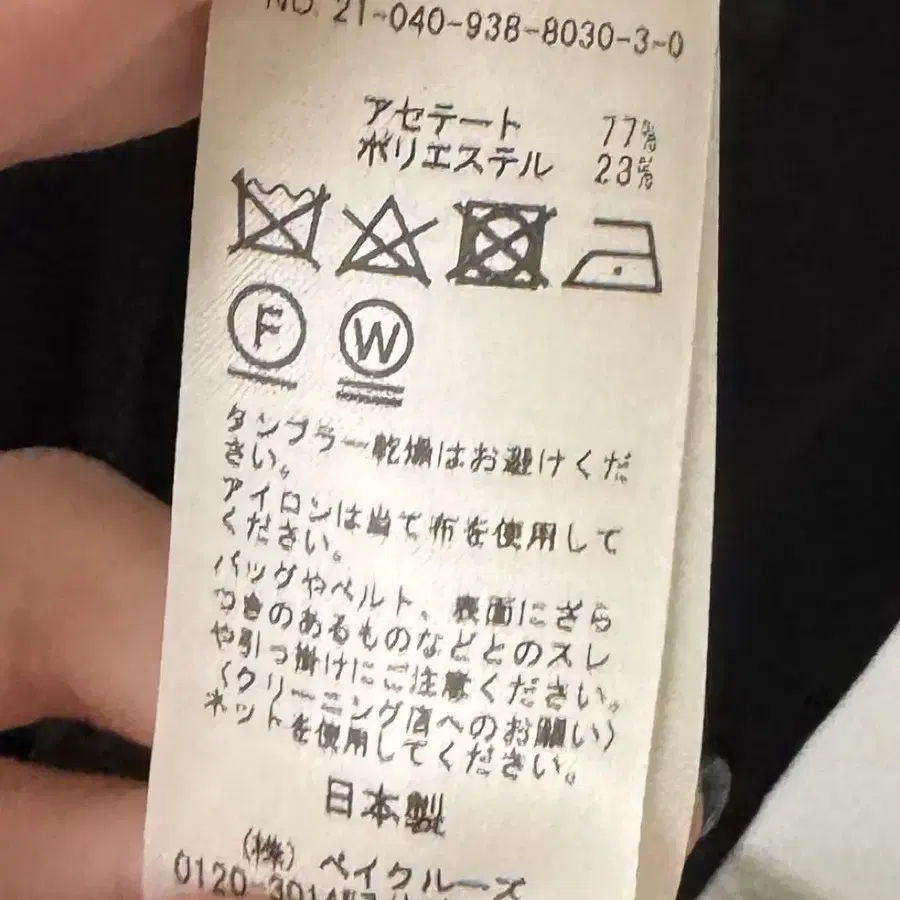 NO. 21-040-938-8030-3-0
アセテート 77%
ポリエステル 23%
F W
タンブラー乾燥はお避けくだ
さい。
アイロンは当て布を使用して
ください。
バッグやベルト、表面にざら
つきのあるものなどとのスレ
や引っ掛けにご注意ください。
〈クリーニング店へのお願い〉
ネットを使用してください。
日本製
(株) ベイクルーズ
0120